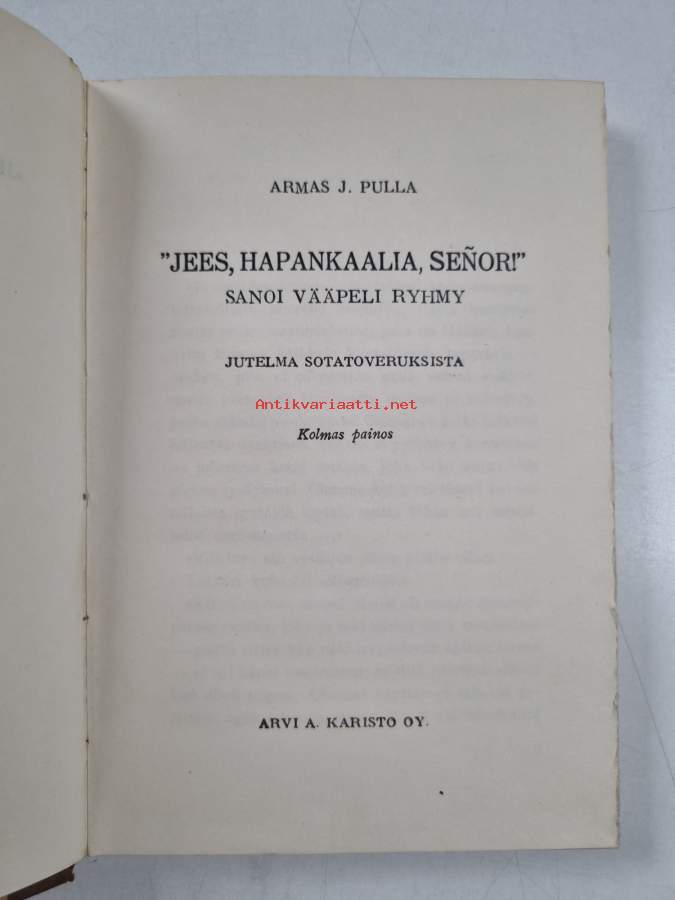 ARMAS J. PULLA
"JEES, HAPANKAALIA, SEÑOR!"
SANOI VÄÄPELI RYHMY
JUTELMA SOTATOVERUKSISTA
Antikvariaatti.net
Kolmas painos
ARVI A. KARISTO OY.